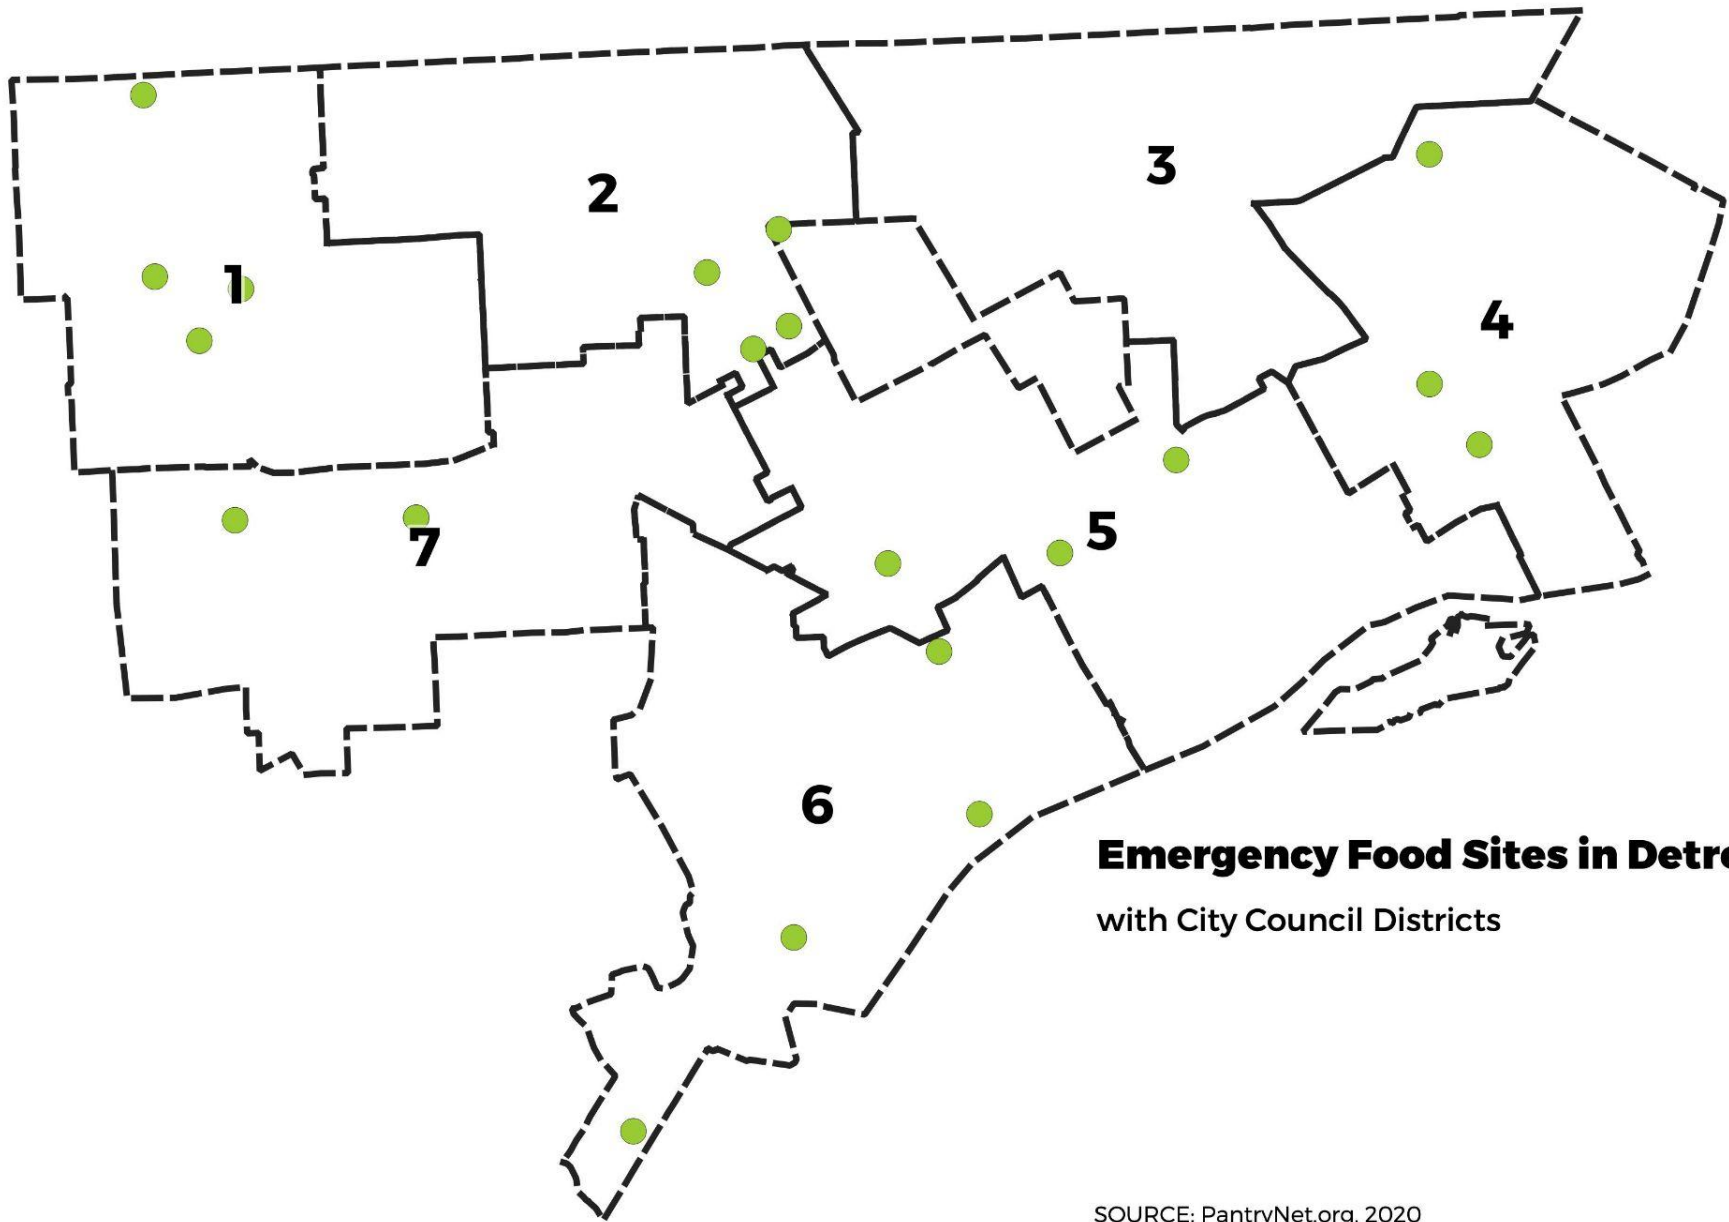 3
2
1
4
5
7
6
Emergency Food Sites in Detro
with City Council Districts
SOURCE: PantryNet.org, 2020